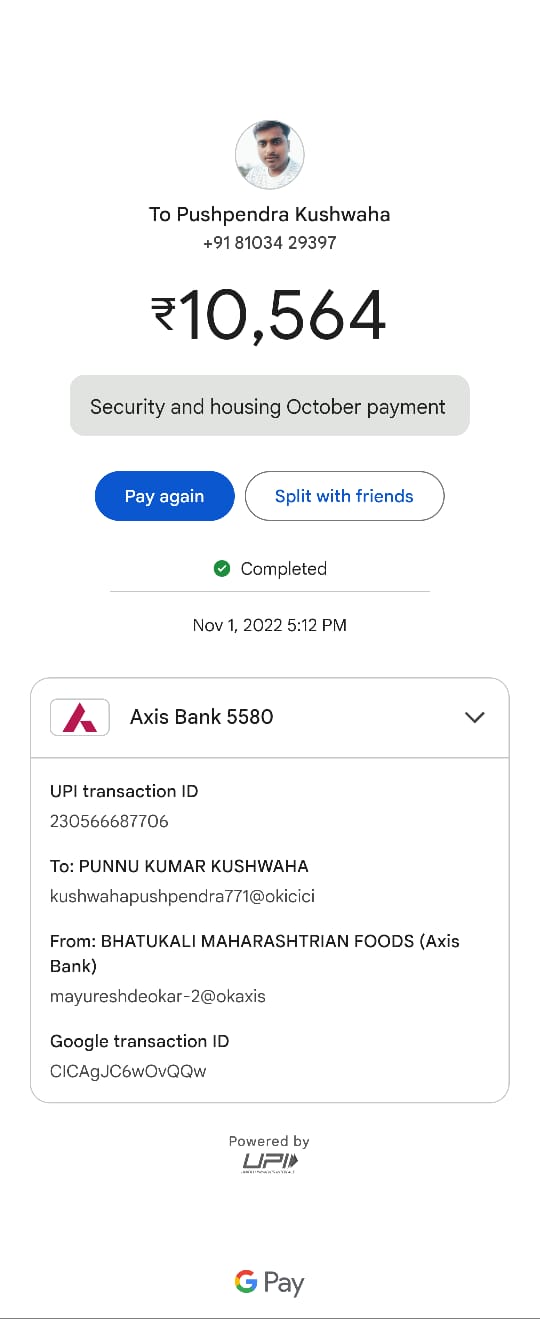 To Pushpendra Kushwaha
+91 81034 29397
₹10,564
Security and housing October payment
Pay again
Split with friends
Completed
Nov 1, 2022 5:12 PM
Axis Bank 5580
UPI transaction ID
230566687706
To: PUNNU KUMAR KUSHWAHA
kushwahapushpendra771@okicici
From: BHATUKALI MAHARASHTRIAN FOODS (Axis
Bank)
mayureshdeokar-2@okaxis
Google transaction ID
CICAgJC6wOvQQw
Powered by
UPI
G Pay